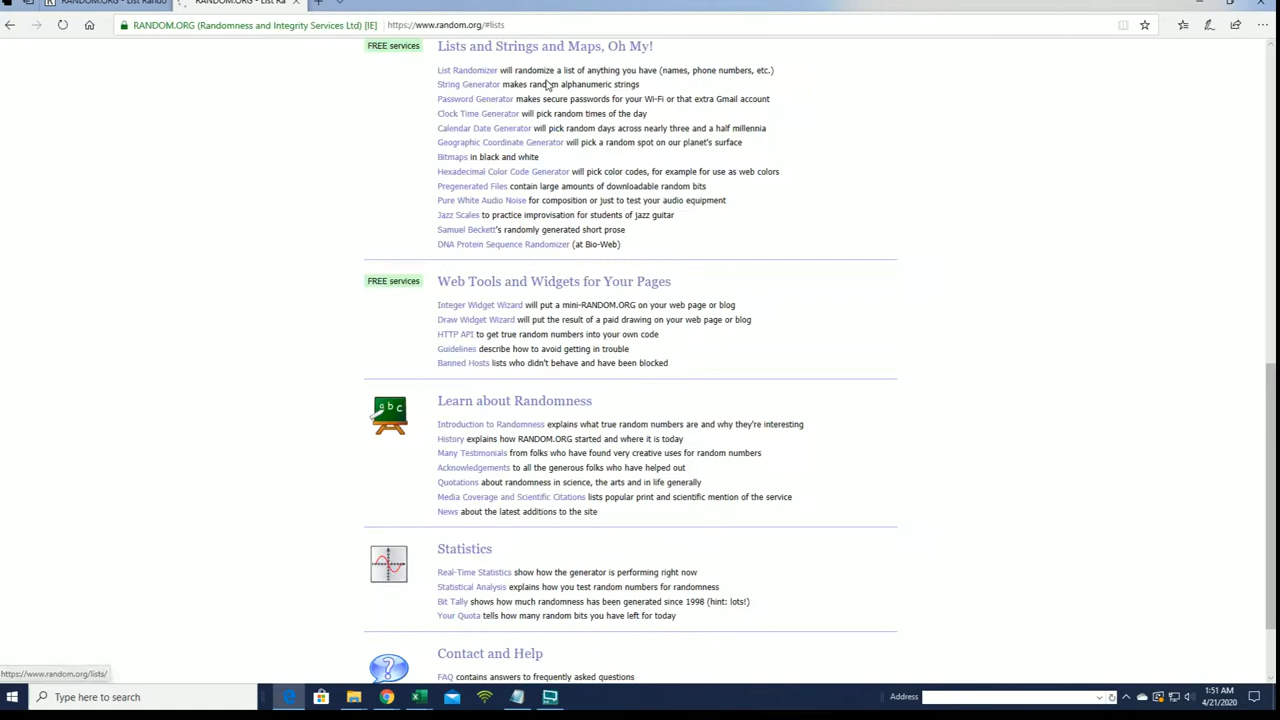 RANDOM.ORG - List Rando
RANDOM.ORG - List Ra
RANDOM.ORG (Randomness and Integrity Services Ltd) [IE] https://www.random.org/#lists
FREE services Lists and Strings and Maps, Oh My!
List Randomizer will randomize a list of anything you have (names, phone numbers, etc.)
String Generator makes random alphanumeric strings
Password Generator makes secure passwords for your Wi-Fi or that extra Gmail account
Clock Time Generator will pick random times of the day
Calendar Date Generator will pick random days across nearly three and a half millennia
Geographic Coordinate Generator will pick a random spot on our planet's surface
Bitmaps in black and white
Hexadecimal Color Code Generator will pick color codes, for example for use as web colors
Pregenerated Files contain large amounts of downloadable random bits
Pure White Audio Noise for composition or just to test your audio equipment
Jazz Scales to practice improvisation for students of jazz guitar
Samuel Beckett's randomly generated short prose
DNA Protein Sequence Randomizer (at Bio-Web)
FREE services Web Tools and Widgets for Your Pages
Integer Widget Wizard will put a mini-RANDOM.ORG on your web page or blog
Draw Widget Wizard will put the result of a paid drawing on your web page or blog
HTTP API to get true random numbers into your own code
Guidelines describe how to avoid getting in trouble
Banned Hosts lists who didn't behave and have been blocked
abc
Learn about Randomness
Introduction to Randomness explains what true random numbers are and why they're interesting
History explains how RANDOM.ORG started and where it is today
Many Testimonials from folks who have found very creative uses for random numbers
Acknowledgements to all the generous folks who have helped out
Quotations about randomness in science, the arts and in life generally
Media Coverage and Scientific Citations lists popular print and scientific mention of the service
News about the latest additions to the site
Statistics
Real-Time Statistics show how the generator is performing right now
Statistical Analysis explains how you test random numbers for randomness
Bit Tally shows how much randomness has been generated since 1998 (hint: lots!)
Your Quota tells how many random bits you have left for today
Contact and Help
FAQ contains answers to frequently asked questions
https://www.random.org/lists/
Type here to search
Address
1:51 AM
4/21/2020